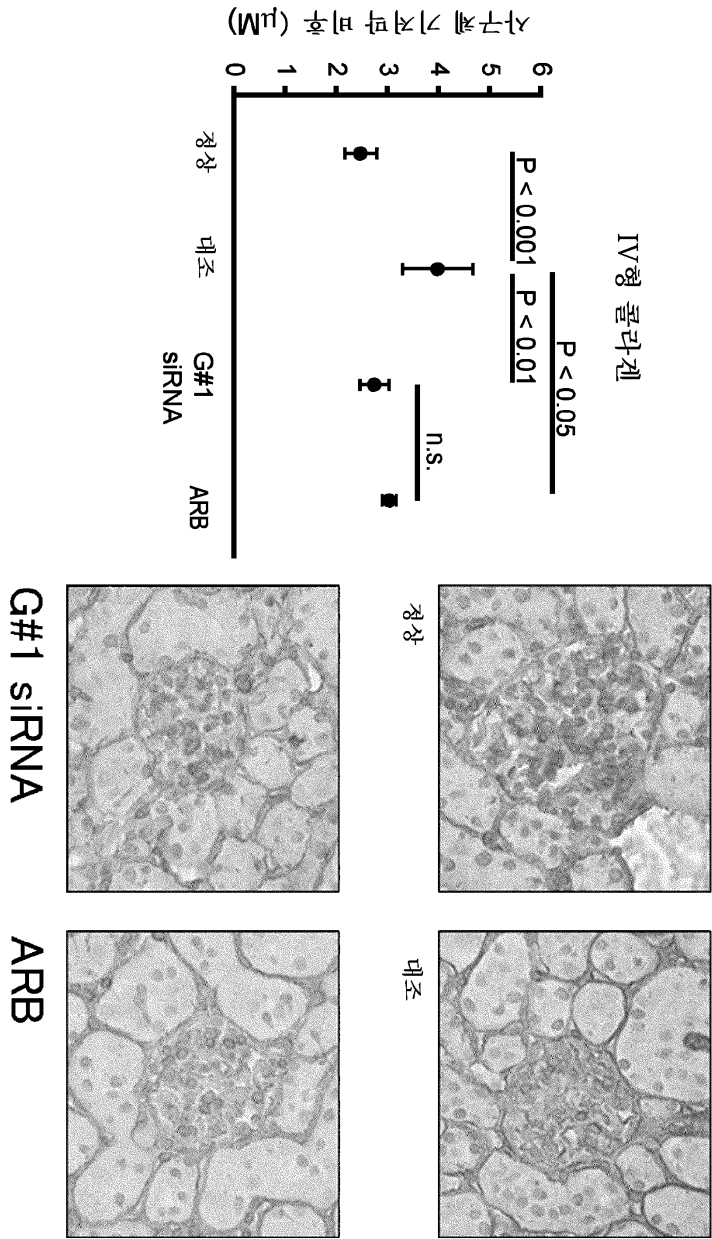 IV형 콜라겐
사구체 기저막 비후 (μM)
6
5
4
3
2
1
0
P < 0.05
P < 0.001
P < 0.01
n.s.
정상
대조
G#1
siRNA
ARB
정상
대조
G#1 siRNA
ARB